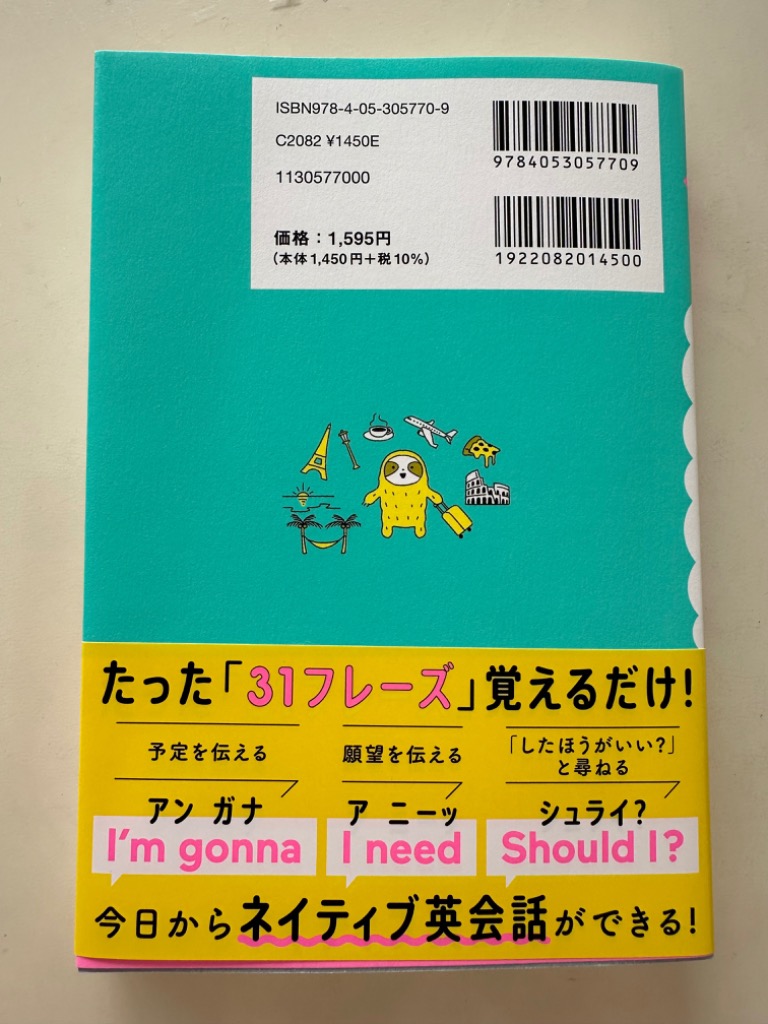 ISBN978-4-05-305770-9
C2082 ¥1450E
1130577000
価格：1,595円
（本体1,450円＋税10%）
9784053057709
1922082014500
たった「31フレーズ」覚えるだけ！
予定を伝える
アン ガナ
I'm gonna
願望を伝える
ア ニーッ
I need
「したほうがいい？」
と尋ねる
シュライ？
Should I?
今日からネイティブ英会話ができる！